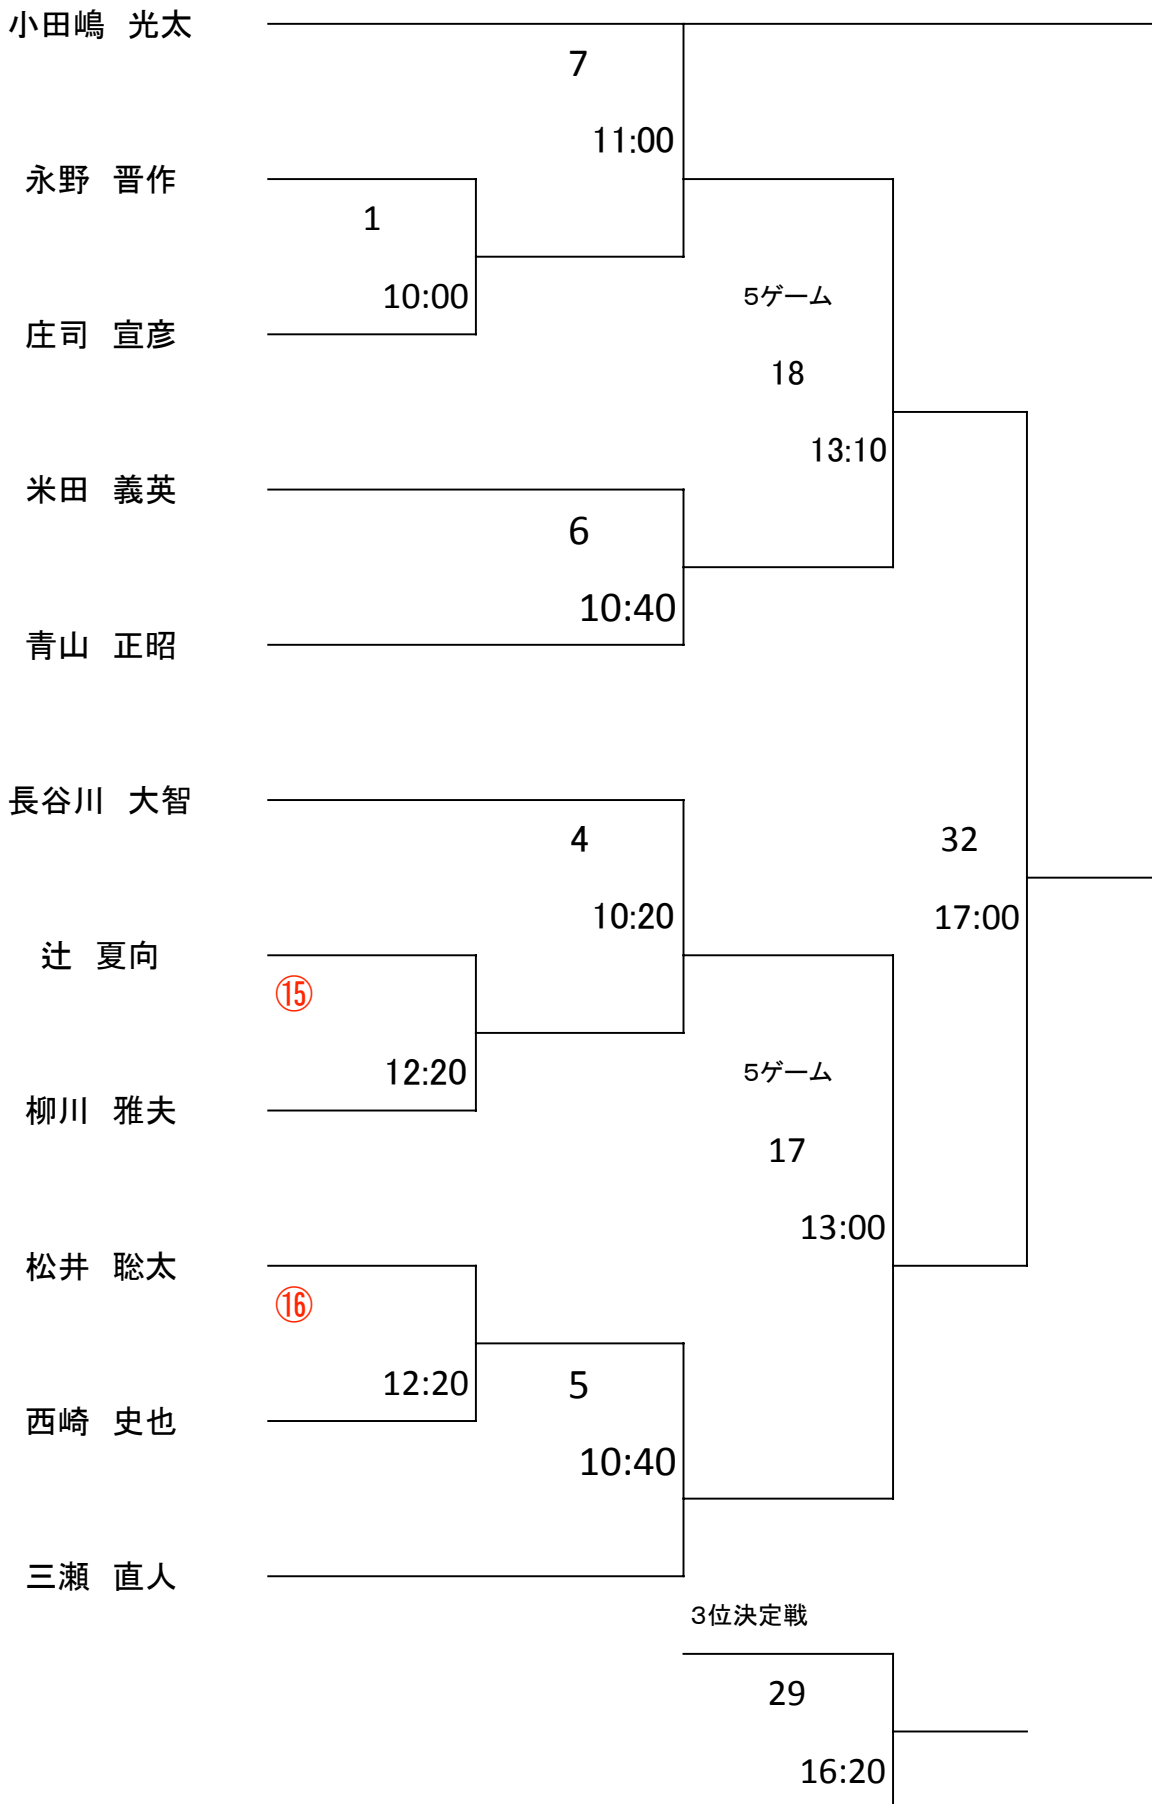 小田嶋 光太
7
11:00
永野 晋作
1
10:00
庄司 宣彦
5ゲーム
18
13:10
米田 義英
6
10:40
青山 正昭
長谷川 大智
4
10:20
32
17:00
辻 夏向
⑮
12:20
柳川 雅夫
5ゲーム
17
13:00
松井 聡太
⑯
12:20
5
10:40
西崎 史也
三瀬 直人
3位決定戦
29
16:20